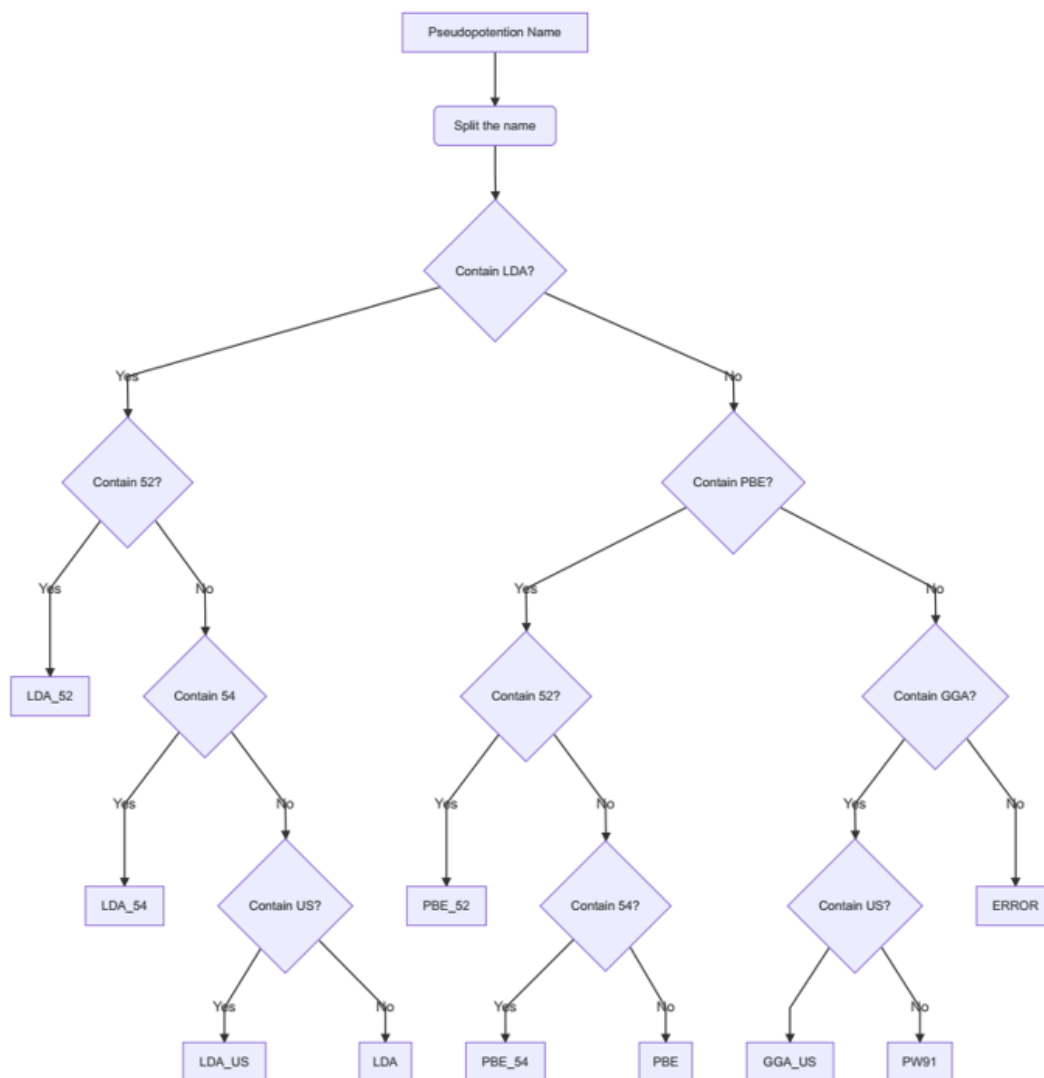 Pseudopotention Name
Split the name
Contain LDA?
Yes
No
Contain 52?
Contain PBE?
Yes
No
Yes
No
LDA_52
Contain 54
Contain 52?
Contain GGA?
Yes
No
Yes
No
Yes
No
LDA_54
Contain US?
PBE_52
Contain 54?
Contain US?
ERROR
Yes
No
Yes
No
No
LDA_US
LDA
PBE_54
PBE
GGA_US
PW91